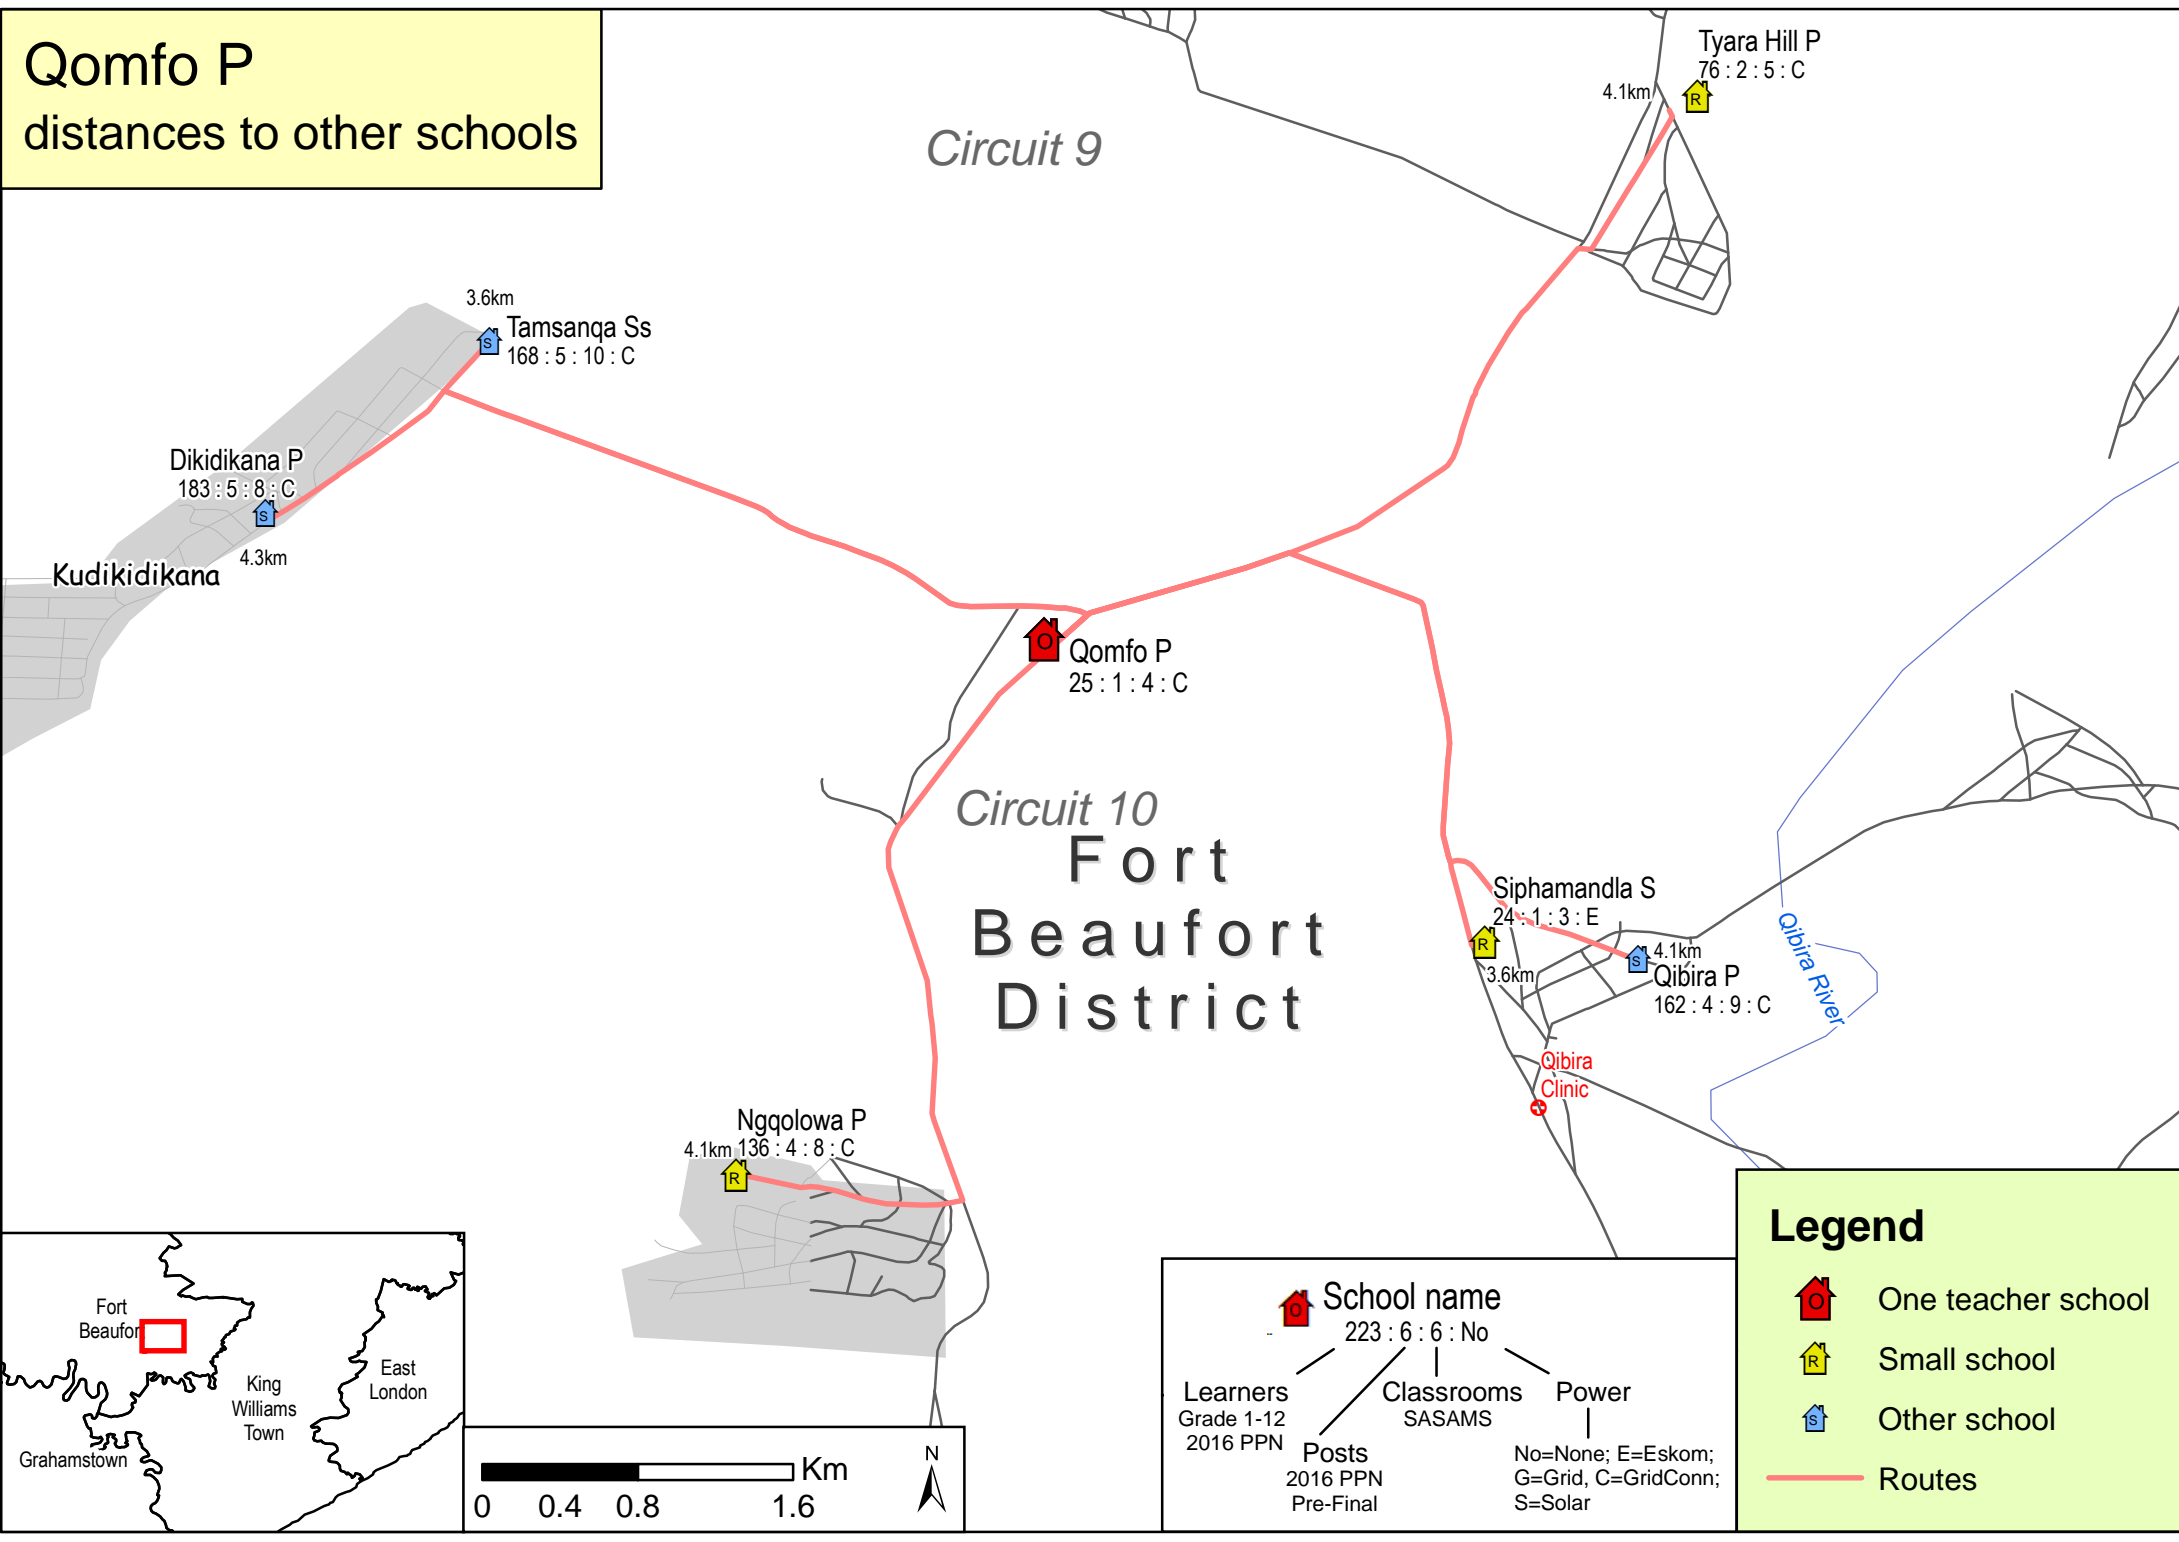 Qomfo P
distances to other schools
Circuit 9
Tyara Hill P
76 : 2 : 5 : C
4.1km
R
3.6km
Tamsanqa Ss
168 : 5 : 10 : C
S
Dikidikana P
183 : 5 : 8 : C
S
4.3km
Kudikidikana
O
Qomfo P
25 : 1 : 4 : C
Circuit 10
Fort
Beaufort
District
Siphamandla S
24 : 1 : 3 : E
R
3.6km
S
4.1km
Qibira P
162 : 4 : 9 : C
Qibira River
Qibira
Clinic
Ngqolowa P
4.1km
136 : 4 : 8 : C
R
Fort
Beaufor
King
Williams
Town
East
London
Grahamstown
Km
0 0.4 0.8 1.6
N
O
School name
223 : 6 : 6 : No
Learners
Grade 1-12
2016 PPN
Posts
2016 PPN
Pre-Final
Classrooms
SASAMS
Power
No=None; E=Eskom;
G=Grid, C=GridConn;
S=Solar
Legend
O One teacher school
R Small school
S Other school
Routes